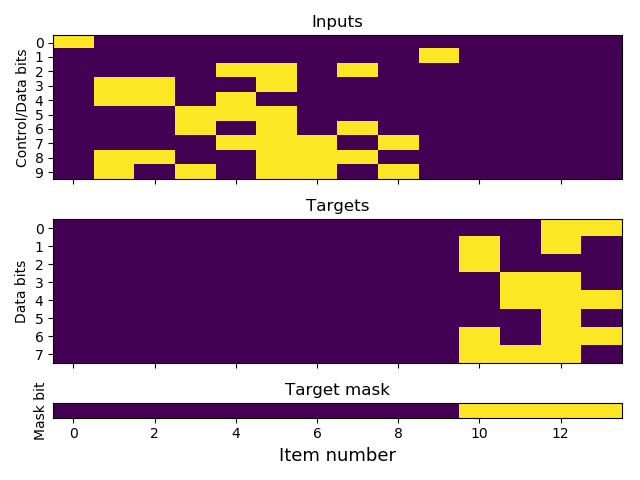 Inputs
Control/Data bits
0
1
2
3
4
5
6
7
8
9
Targets
Data bits
0
1
2
3
4
5
6
7
Target mask
Mask bit
0 2 4 6 8 10 12
Item number